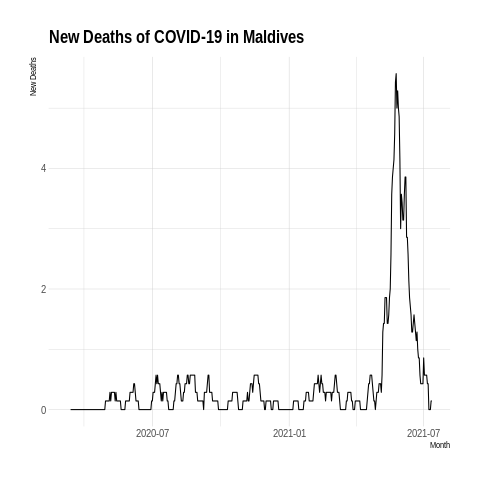 New Deaths of COVID-19 in Maldives
New Deaths
4
2
0
2020-07
2021-01
2021-07
Month